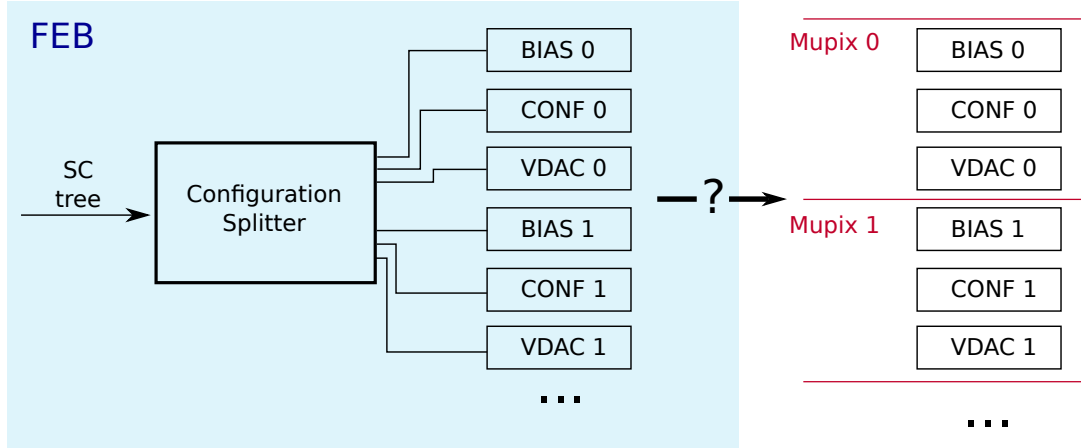 FEB
SC
tree
Configuration
Splitter
BIAS 0
CONF 0
VDAC 0
BIAS 1
CONF 1
VDAC 1
...
?
Mupix 0
BIAS 0
CONF 0
VDAC 0
Mupix 1
BIAS 1
CONF 1
VDAC 1
...